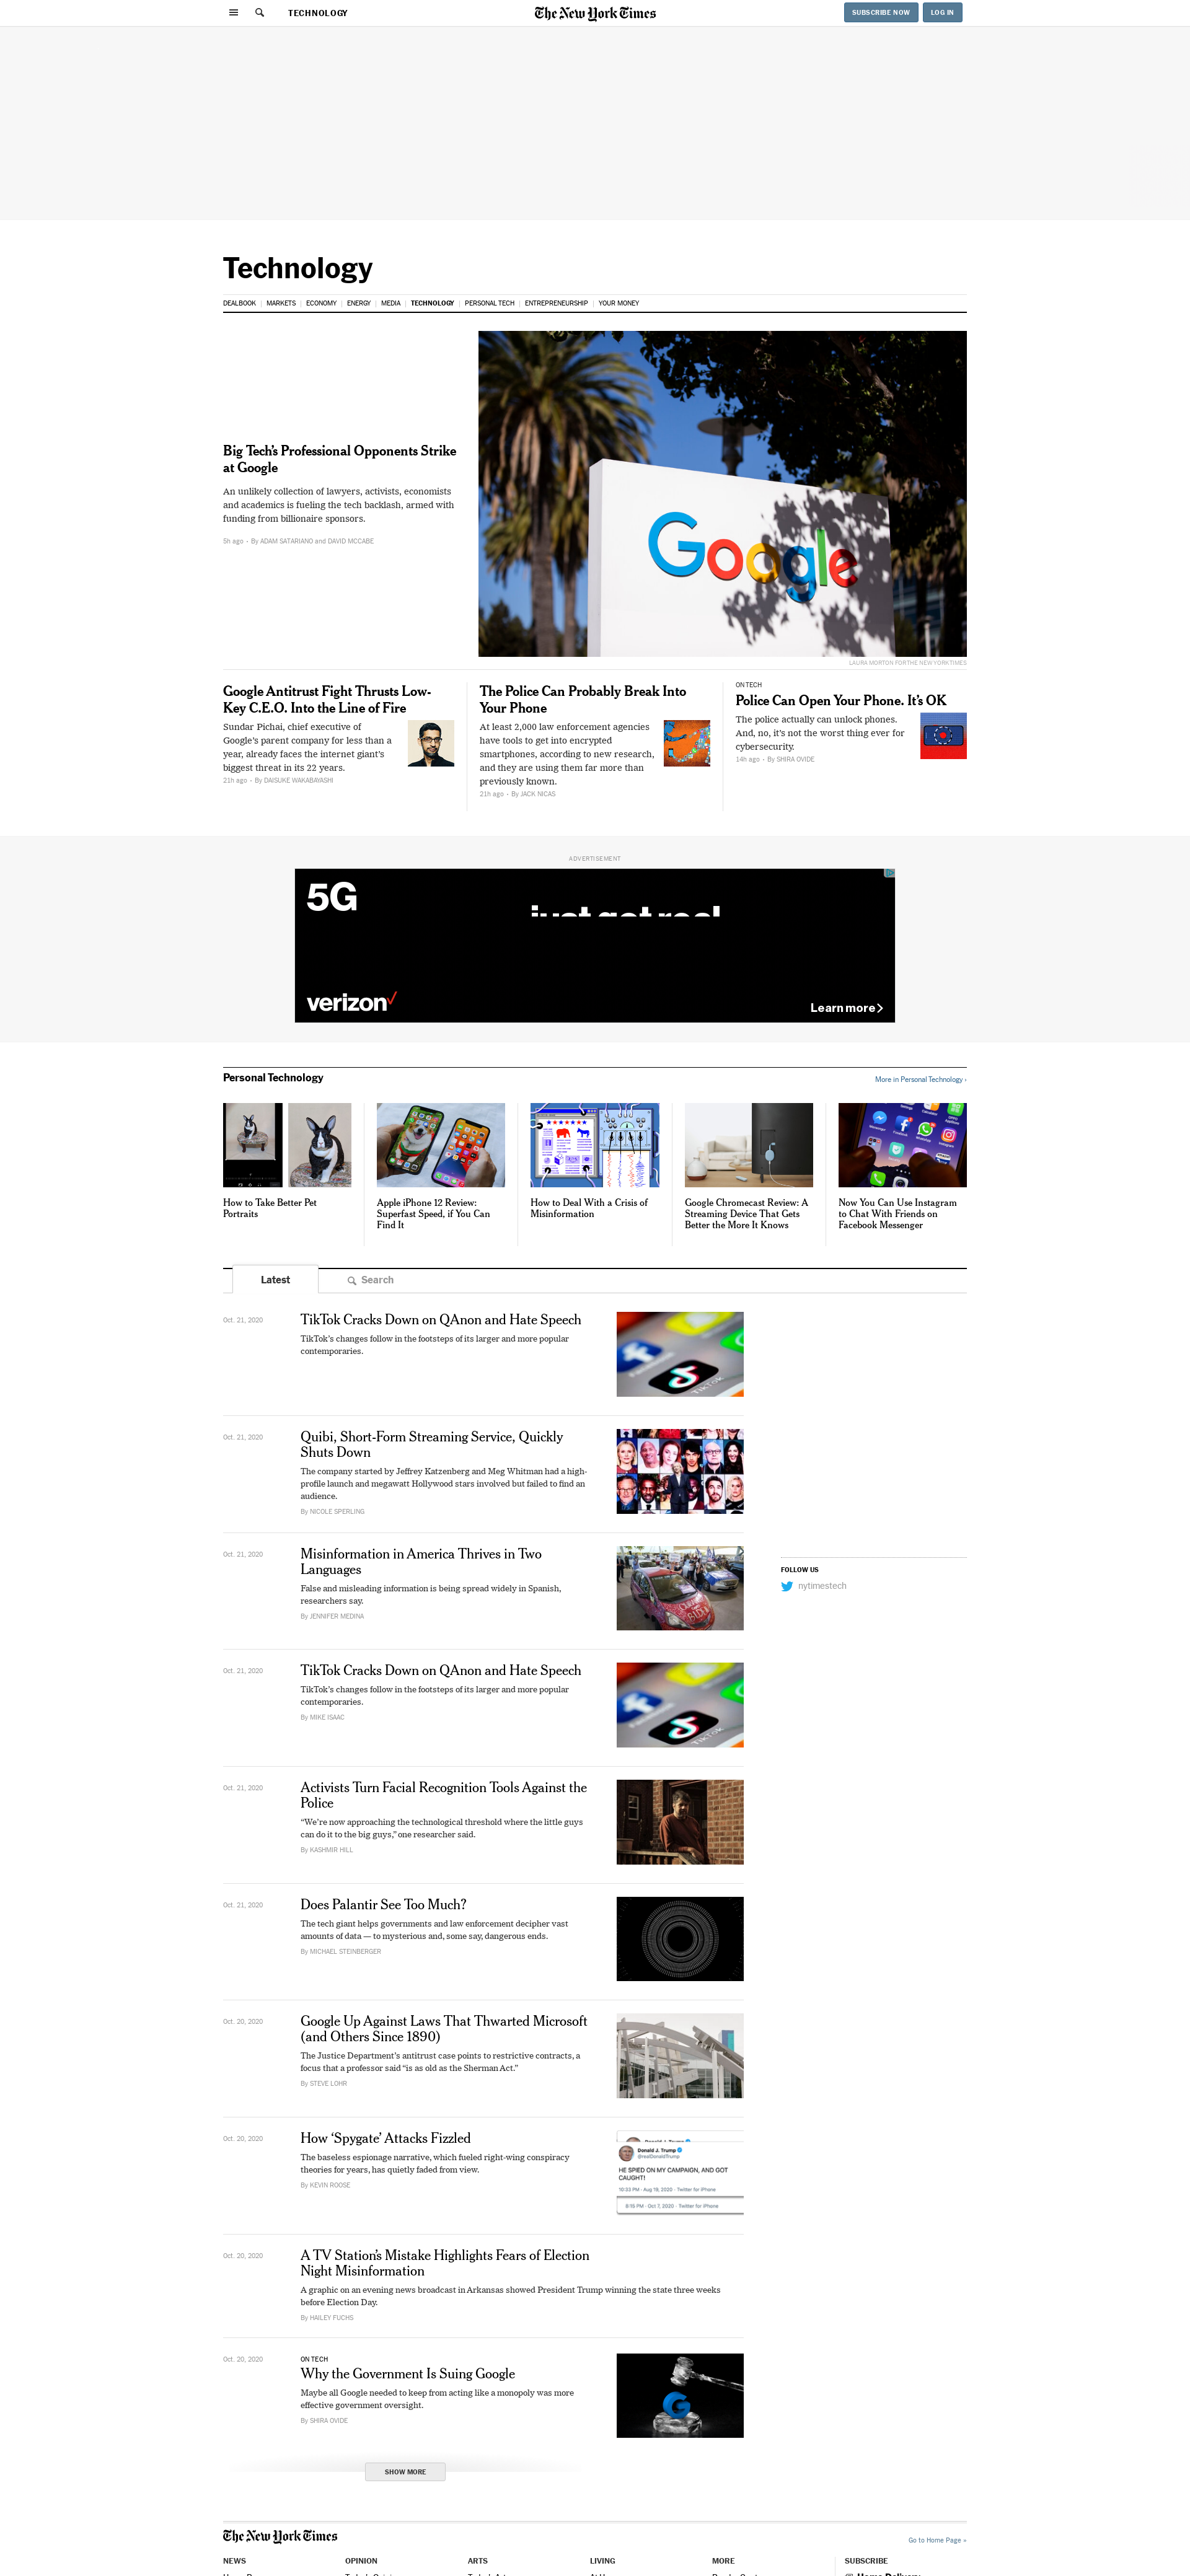 TECHNOLOGY
The New York Times
SUBSCRIBE NOW
LOG IN
Technology
DEALBOOK MARKETS ECONOMY ENERGY MEDIA TECHNOLOGY PERSONAL TECH ENTREPRENEURSHIP YOUR MONEY
Big Tech's Professional Opponents Strike
at Google
An unlikely collection of lawyers, activists, economists
and academics is fueling the tech backlash, armed with
funding from billionaire sponsors.
5h ago • By ADAM SATARIANO and DAVID MCCABE
Google
LAURA MORTON FOR THE NEW YORK TIMES
Google Antitrust Fight Thrusts Low-
Key C.E.O. Into the Line of Fire
Sundar Pichai, chief executive of
Google's parent company for less than a
year, already faces the internet giant's
biggest threat in its 22 years.
21h ago • By DAISUKE WAKABAYASHI
The Police Can Probably Break Into
Your Phone
At least 2,000 law enforcement agencies
have tools to get into encrypted
smartphones, according to new research,
and they are using them far more than
previously known.
21h ago • By JACK NICAS
ON TECH
Police Can Open Your Phone. It's OK
The police actually can unlock phones.
And, no, it's not the worst thing ever for
cybersecurity.
14h ago • By SHIRA OVIDE
ADVERTISEMENT
5G
just got real
verizon
Learn more
Personal Technology
More in Personal Technology ›
How to Take Better Pet
Portraits
Apple iPhone 12 Review:
Superfast Speed, if You Can
Find It
How to Deal With a Crisis of
Misinformation
Google Chromecast Review: A
Streaming Device That Gets
Better the More It Knows
Now You Can Use Instagram
to Chat With Friends on
Facebook Messenger
Latest
Search
Oct. 21, 2020
TikTok Cracks Down on QAnon and Hate Speech
TikTok's changes follow in the footsteps of its larger and more popular
contemporaries.
TikTok
Oct. 21, 2020
Quibi, Short-Form Streaming Service, Quickly
Shuts Down
The company started by Jeffrey Katzenberg and Meg Whitman had a high-
profile launch and megawatt Hollywood stars involved but failed to find an
audience.
By NICOLE SPERLING
Oct. 21, 2020
Misinformation in America Thrives in Two
Languages
False and misleading information is being spread widely in Spanish,
researchers say.
By JENNIFER MEDINA
FOLLOW US
nytimestech
Oct. 21, 2020
TikTok Cracks Down on QAnon and Hate Speech
TikTok's changes follow in the footsteps of its larger and more popular
contemporaries.
By MIKE ISAAC
TikTok
Oct. 21, 2020
Activists Turn Facial Recognition Tools Against the
Police
“We're now approaching the technological threshold where the little guys
can do it to the big guys,” one researcher said.
By KASHMIR HILL
Oct. 21, 2020
Does Palantir See Too Much?
The tech giant helps governments and law enforcement decipher vast
amounts of data — to mysterious and, some say, dangerous ends.
By MICHAEL STEINBERGER
Oct. 20, 2020
Google Up Against Laws That Thwarted Microsoft
(and Others Since 1890)
The Justice Department's antitrust case points to restrictive contracts, a
focus that a professor said “is as old as the Sherman Act.”
By STEVE LOHR
Oct. 20, 2020
How ‘Spygate’ Attacks Fizzled
The baseless espionage narrative, which fueled right-wing conspiracy
theories for years, has quietly faded from view.
By KEVIN ROOSE
Donald J. Trump
Donald J. Trump
@realDonaldTrump
HE SPIED ON MY CAMPAIGN, AND GOT
CAUGHT!
10:33 PM · Aug 19, 2020 · Twitter for iPhone
9:15 PM · Oct 7, 2020 · Twitter for iPhone
Oct. 20, 2020
A TV Station's Mistake Highlights Fears of Election
Night Misinformation
A graphic on an evening news broadcast in Arkansas showed President Trump winning the state three weeks
before Election Day.
By HAILEY FUCHS
Oct. 20, 2020
ON TECH
Why the Government Is Suing Google
Maybe all Google needed to keep from acting like a monopoly was more
effective government oversight.
By SHIRA OVIDE
SHOW MORE
The New York Times
Go to Home Page »
NEWS
OPINION
ARTS
LIVING
MORE
SUBSCRIBE